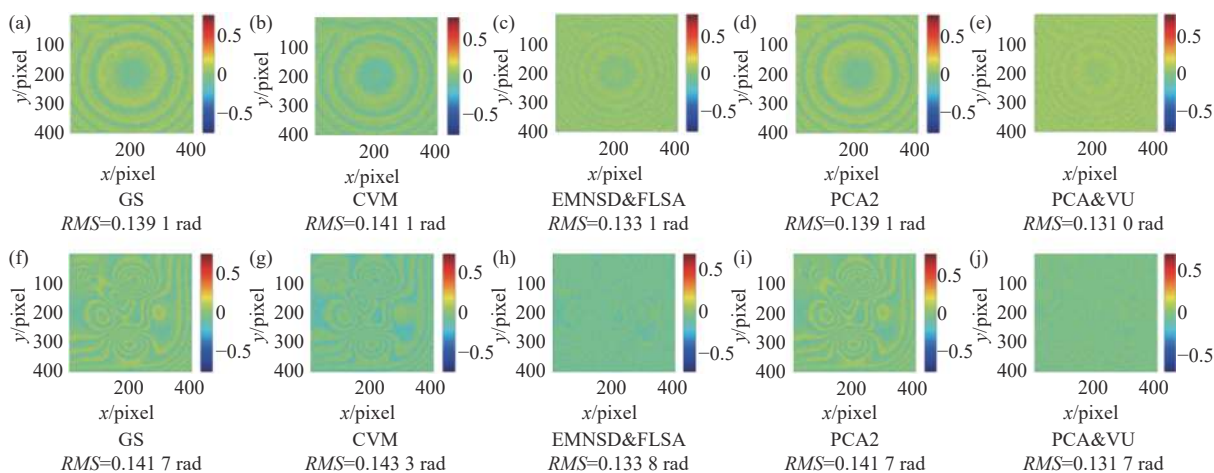 (a) (b) (c) (d) (e)
0.5 0.5 0.5 0.5 0.5
100 100 100 100 100
y/pixel y/pixel y/pixel y/pixel y/pixel
200 0 200 0 200 0 200 0 200 0
300 300 300 300 300
−0.5 −0.5 −0.5 −0.5 −0.5
400 400 400 400 400
200 400 200 400 200 400 200 400 200 400
x/pixel x/pixel x/pixel x/pixel x/pixel
GS CVM EMNSD&FLSA PCA2 PCA&VU
RMS=0.139 1 rad RMS=0.141 1 rad RMS=0.133 1 rad RMS=0.139 1 rad RMS=0.131 0 rad
(f) (g) (h) (i) (j)
0.5 0.5 0.5 0.5 0.5
100 100 100 100 100
y/pixel y/pixel y/pixel y/pixel y/pixel
200 0 200 0 200 0 200 0 200 0
300 300 300 300 300
−0.5 −0.5 −0.5 −0.5 −0.5
400 400 400 400 400
200 400 200 400 200 400 200 400 200 400
x/pixel x/pixel x/pixel x/pixel x/pixel
GS CVM EMNSD&FLSA PCA2 PCA&VU
RMS=0.141 7 rad RMS=0.143 3 rad RMS=0.133 8 rad RMS=0.141 7 rad RMS=0.131 7 rad